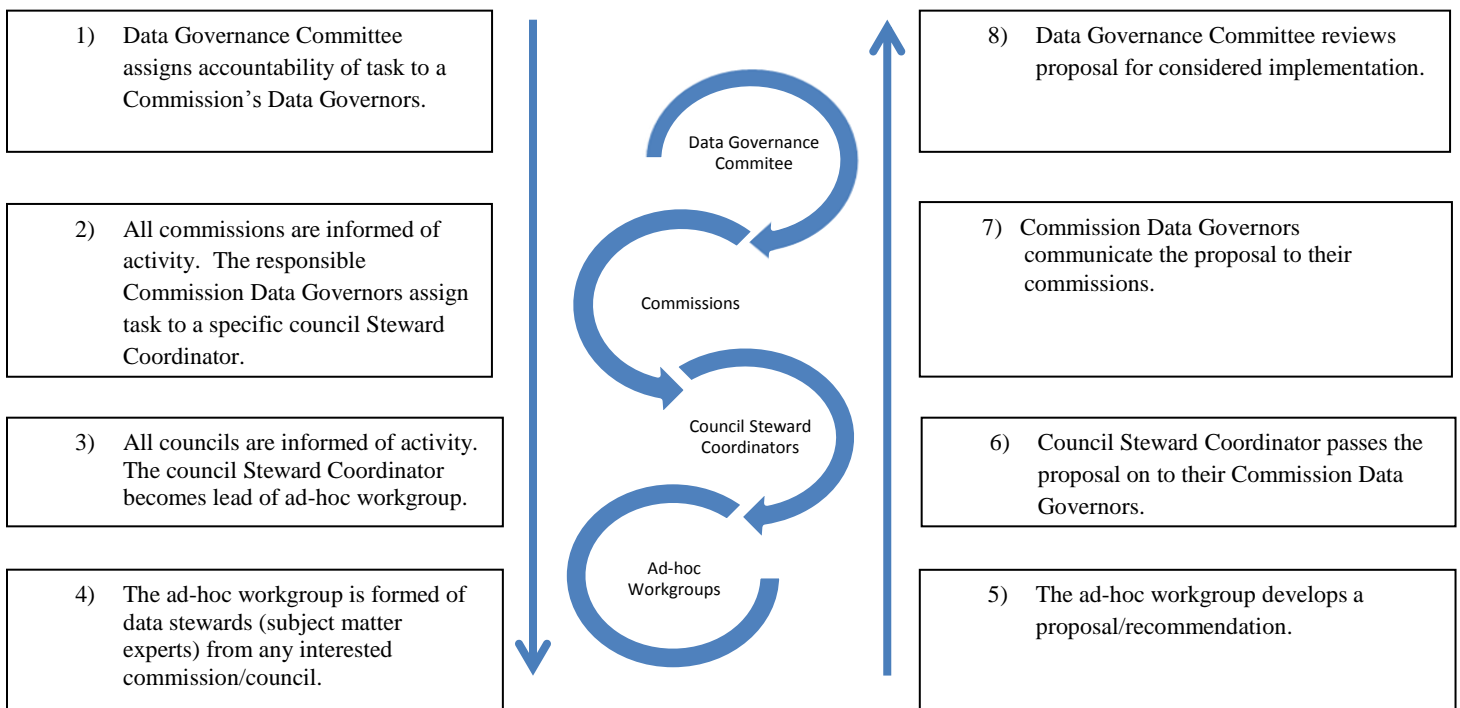 1) Data Governance Committee
assigns accountability of task to a
Commission’s Data Governors.
2) All commissions are informed of
activity. The responsible
Commission Data Governors assign
task to a specific council Steward
Coordinator.
3) All councils are informed of activity.
The council Steward Coordinator
becomes lead of ad-hoc workgroup.
4) The ad-hoc workgroup is formed of
data stewards (subject matter
experts) from any interested
commission/council.
Data Governance
Commitee
Commissions
Council Steward
Coordinators
Ad-hoc
Workgroups
8) Data Governance Committee reviews
proposal for considered implementation.
7) Commission Data Governors
communicate the proposal to their
commissions.
6) Council Steward Coordinator passes the
proposal on to their Commission Data
Governors.
5) The ad-hoc workgroup develops a
proposal/recommendation.